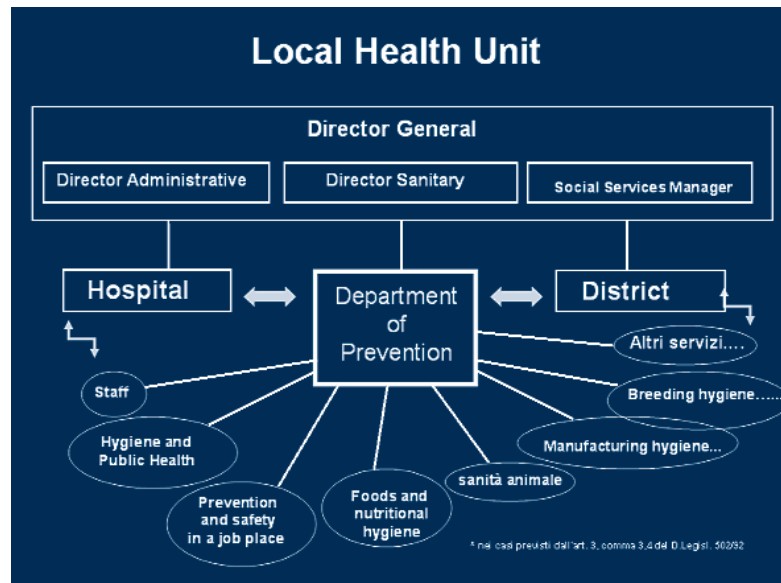 Local Health Unit
Director General
Director Administrative
Director Sanitary
Social Services Manager
Hospital
Department
of
Prevention
District
Altri servizi....
Staff
Breeding hygiene......
Hygiene and
Public Health
Manufacturing hygiene...
sanità animale
Prevention
and safety
in a job place
Foods and
nutritional
hygiene
* nei casi previsti dall'art. 3, comma 3,4 del D.Legisl. 502/92